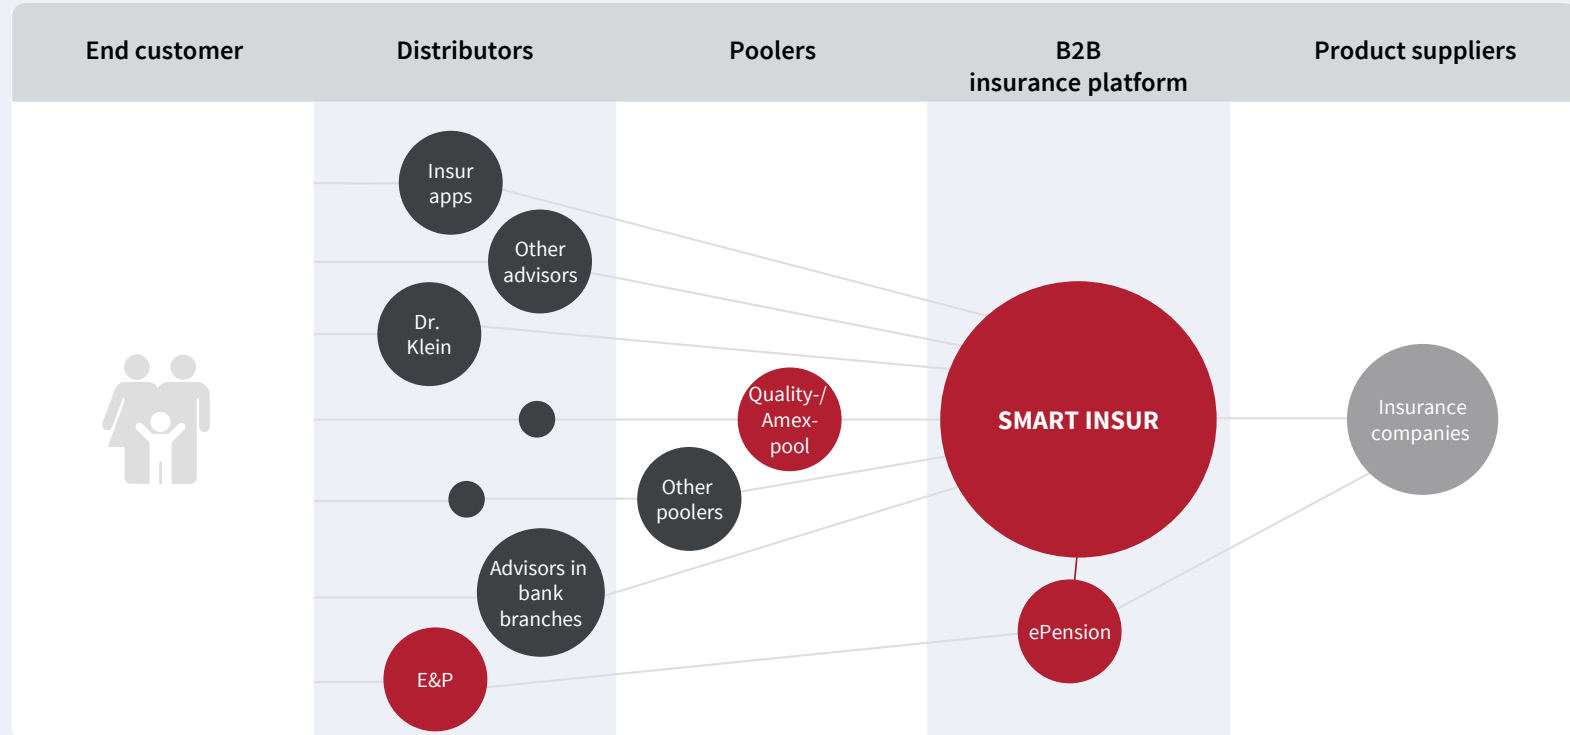 End customer
Distributors
Poolers
B2B
insurance platform
Product suppliers
Insur
apps
Other
advisors
Dr.
Klein
Quality-/
Amex-
pool
Other
poolers
Advisors in
bank
branches
E&P
SMART INSUR
ePension
Insurance
companies